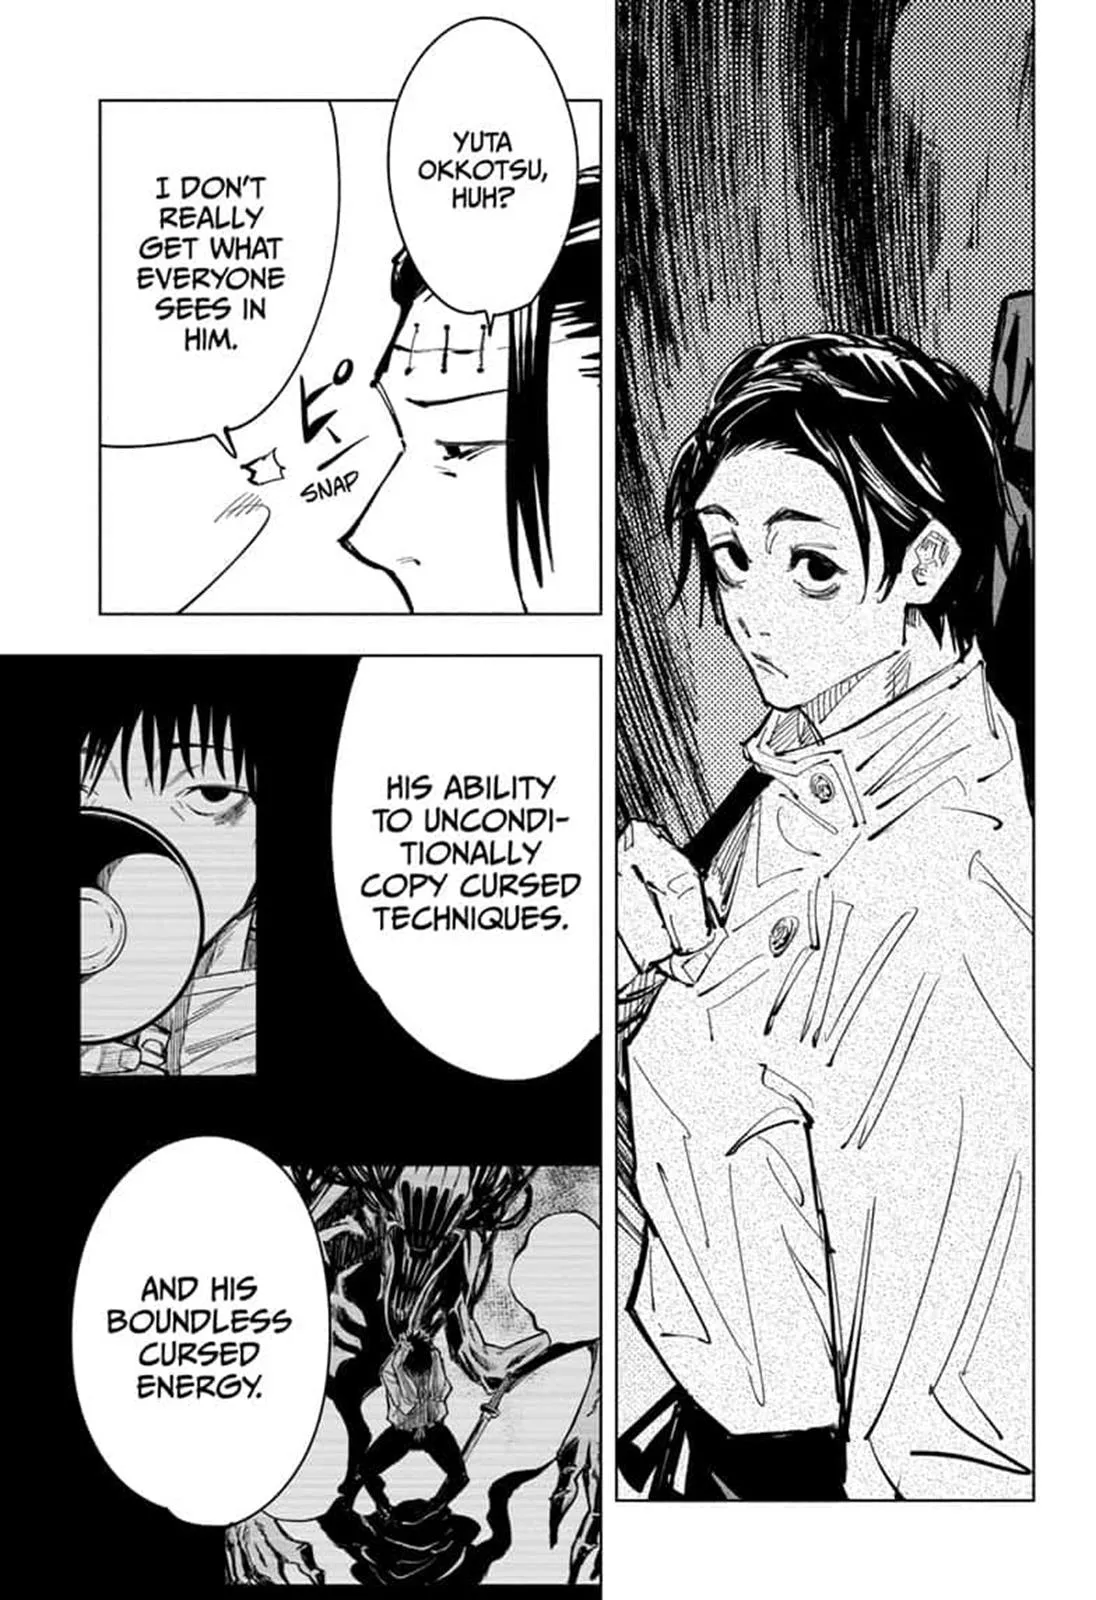 YUTA
OKKOTSU,
HUH?
I DON'T
REALLY
GET WHAT
EVERYONE
SEES IN
HIM.
ピッ
SNAP
HIS ABILITY
TO UNCONDI-
TIONALLY
COPY CURSED
TECHNIQUES.
AND HIS
BOUNDLESS
CURSED
ENERGY.